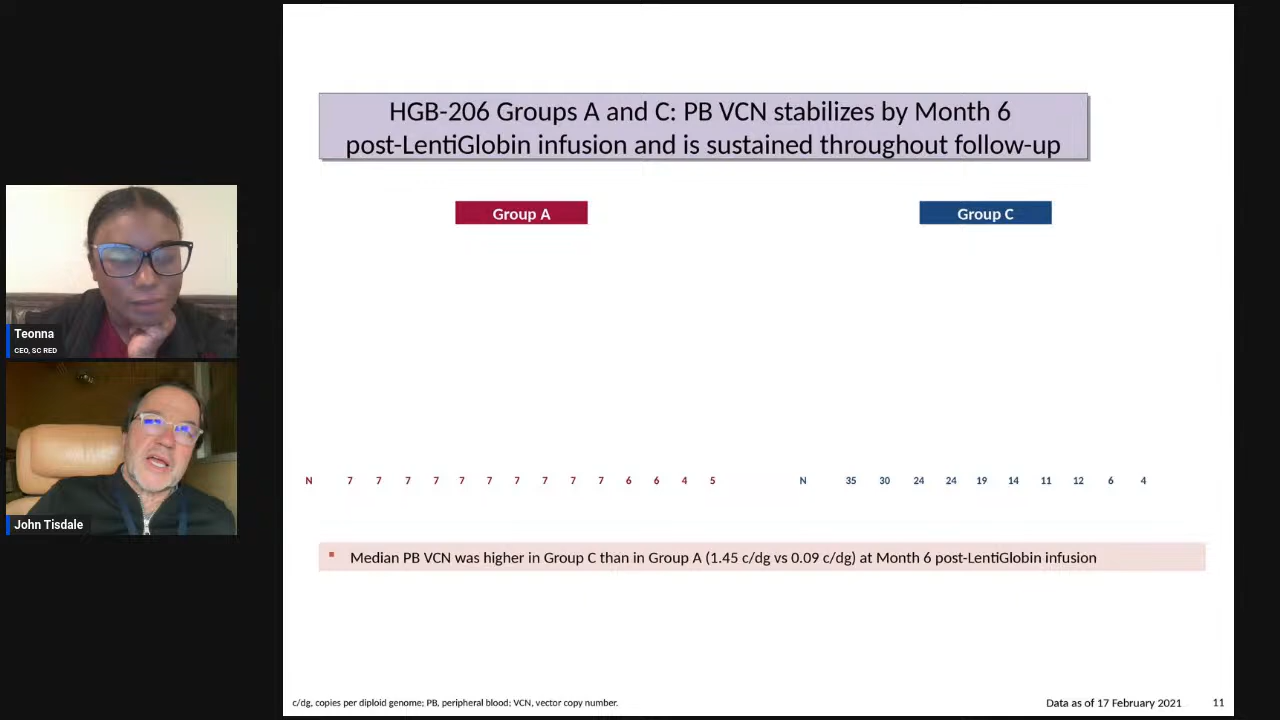 HGB-206 Groups A and C: PB VCN stabilizes by Month 6
post-LentiGlobin infusion and is sustained throughout follow-up
Group A
Group C
Teonna
CEO, SC RED
John Tisdale
N 7 7 7 7 7 7 7 7 7 7 6 6 4 5
N 35 30 24 24 19 14 11 12 6 4
▪ Median PB VCN was higher in Group C than in Group A (1.45 c/dg vs 0.09 c/dg) at Month 6 post-LentiGlobin infusion
c/dg, copies per diploid genome; PB, peripheral blood; VCN, vector copy number.
Data as of 17 February 2021
11